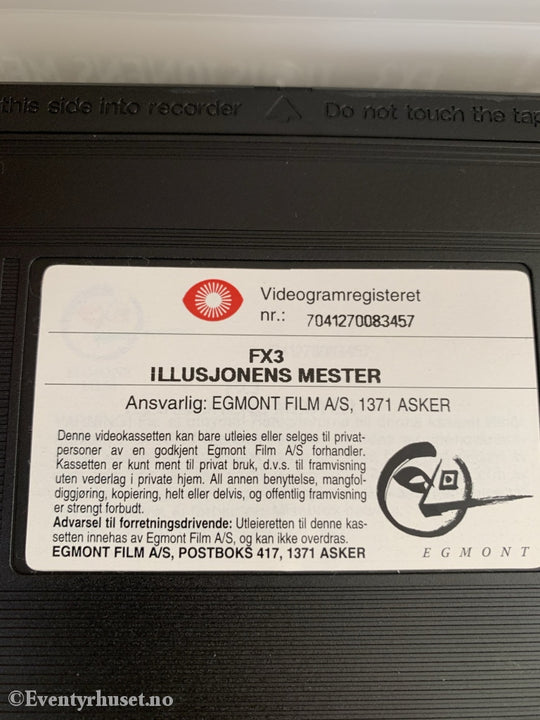 this side into recorder Do not touch the tap
Videogramregisteret
nr.: 7041270083457
FX3
ILLUSJONENS MESTER
Ansvarlig: EGMONT FILM A/S, 1371 ASKER
Denne videokassetten kan bare utleies eller selges til privat-
personer av en godkjent Egmont Film A/S forhandler.
Kassetten er kunt ment til privat bruk, d.v.s. til framvisning
uten vederlag i private hjem. All annen benyttelse, mangfol-
diggjøring, kopiering, helt eller delvis, og offentlig framvisning
er strengt forbudt.
Advarsel til forretningsdrivende: Utleieretten til denne kas-
setten innehas av Egmont Film A/S, og kan ikke overdras.
EGMONT FILM A/S, POSTBOKS 417, 1371 ASKER
EGMONT
©Eventyrhuset.no